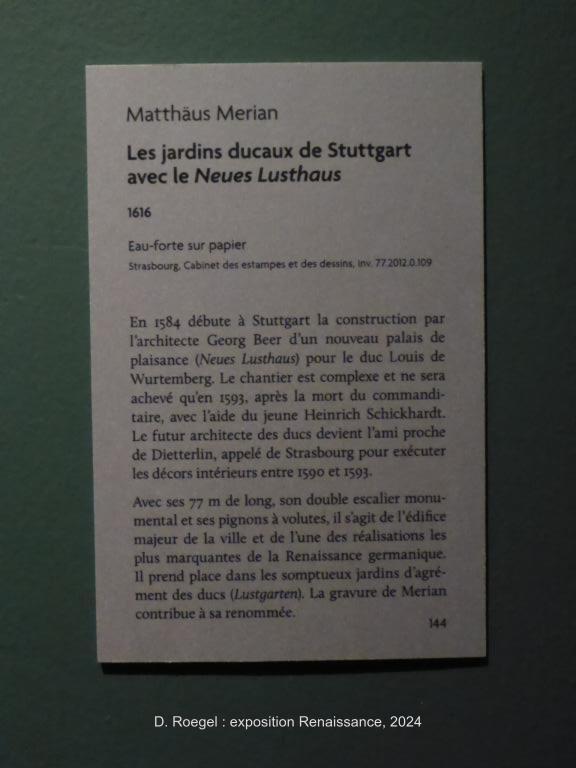 Matthäus Merian
Les jardins ducaux de Stuttgart
avec le Neues Lusthaus
1616
Eau-forte sur papier
Strasbourg, Cabinet des estampes et des dessins, inv. 77.2012.0.109
En 1584 débute à Stuttgart la construction par
l'architecte Georg Beer d'un nouveau palais de
plaisance (Neues Lusthaus) pour le duc Louis de
Wurtemberg. Le chantier est complexe et ne sera
achevé qu'en 1593, après la mort du commandi-
taire, avec l'aide du jeune Heinrich Schickhardt.
Le futur architecte des ducs devient l'ami proche
de Dietterlin, appelé de Strasbourg pour exécuter
les décors intérieurs entre 1590 et 1593.
Avec ses 77 m de long, son double escalier monu-
mental et ses pignons à volutes, il s'agit de l'édifice
majeur de la ville et de l'une des réalisations les
plus marquantes de la Renaissance germanique.
Il prend place dans les somptueux jardins d'agré-
ment des ducs (Lustgarten). La gravure de Merian
contribue à sa renommée.
144
D. Roegel : exposition Renaissance, 2024